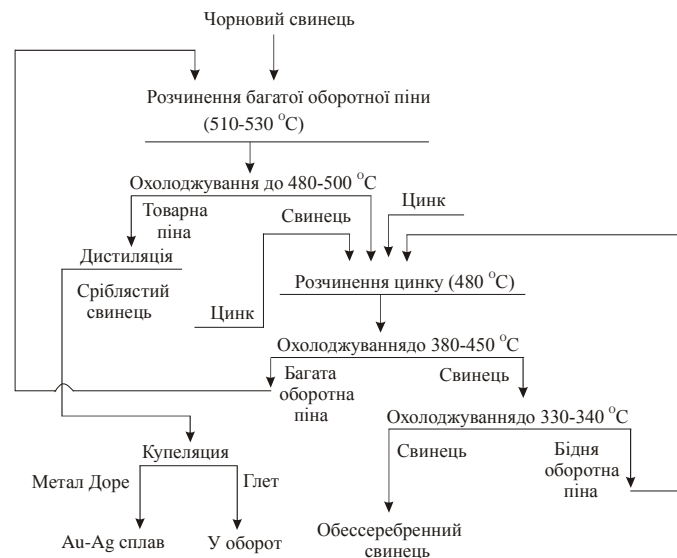 Чорновий свинець
Розчинення багатої оборотної піни
(510-530 °C)
Охолоджування до 480-500 °C
Товарна
піна
Свинець
Цинк
Дистиляція
Сріблястий
свинець
Цинк
Розчинення цинку (480 °C)
Охолоджуваннядо 380-450 °C
Багата
оборотна
піна
Свинець
Охолоджуваннядо 330-340 °C
Купеляция
Свинець
Бідня
оборотна
піна
Метал Доре
Глет
Au-Ag сплав
У оборот
Обессеребренний
свинець